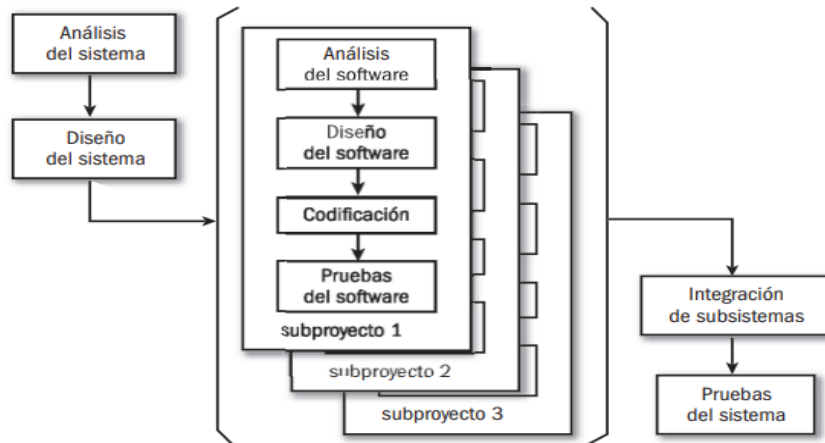 Análisis
del sistema
Diseño
del sistema
Análisis
del software
Diseño
del software
Codificación
Pruebas
del software
subproyecto 1
subproyecto 2
subproyecto 3
Integración
de subsistemas
Pruebas
del sistema